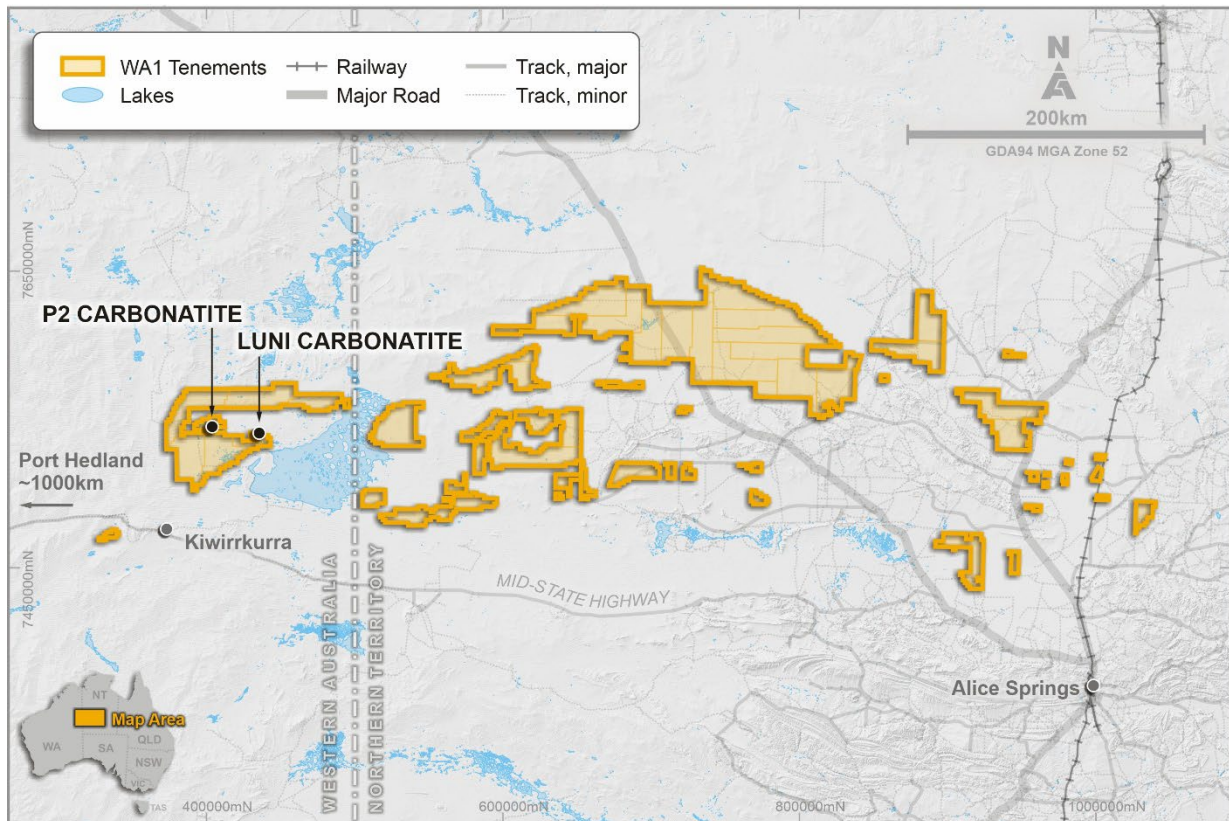 WA1 Tenements
Lakes
Railway
Major Road
Track, major
Track, minor
N
200km
GDA94 MGA Zone 52
7650000mN
P2 CARBONATITE
LUNI CARBONATITE
Port Hedland
~1000km
Kiwirrkurra
7450000mN
MID-STATE HIGHWAY
WESTERN AUSTRALIA
NORTHERN TERRITORY
Alice Springs
NT
Map Area
WA
QLD
SA
NSW
VIC
TAS
400000mN
600000mN
800000mN
1000000mN